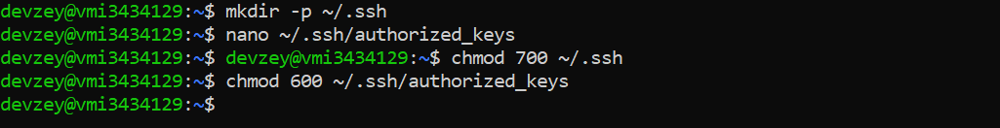 devzey@vmi3434129:~$ mkdir -p ~/.ssh
devzey@vmi3434129:~$ nano ~/.ssh/authorized_keys
devzey@vmi3434129:~$ devzey@vmi3434129:~$ chmod 700 ~/.ssh
devzey@vmi3434129:~$ chmod 600 ~/.ssh/authorized_keys
devzey@vmi3434129:~$